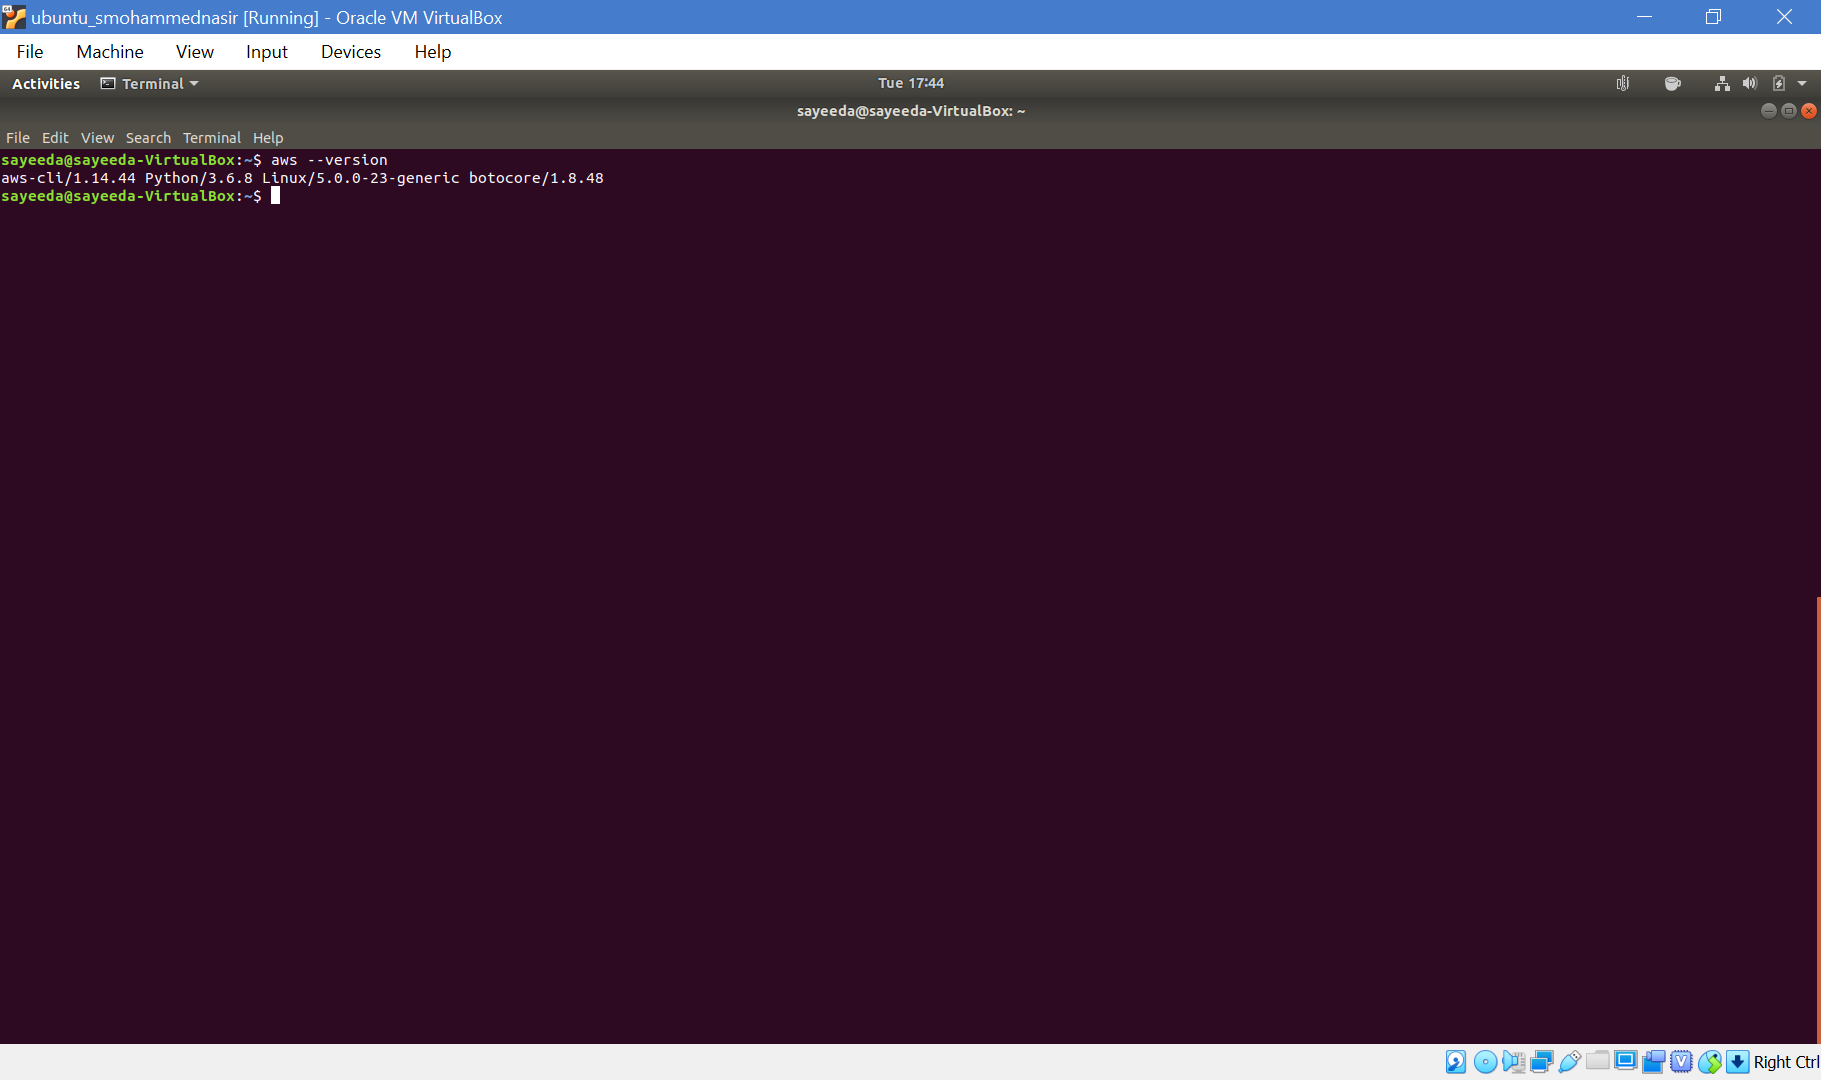 ubuntu_smohammednasir [Running] - Oracle VM VirtualBox
File Machine View Input Devices Help
Activities Terminal Tue 17:44
sayeeda@sayeeda-VirtualBox: ~
File Edit View Search Terminal Help
sayeeda@sayeeda-VirtualBox:~$ aws --version
aws-cli/1.14.44 Python/3.6.8 Linux/5.0.0-23-generic botocore/1.8.48
sayeeda@sayeeda-VirtualBox:~$
Right Ctrl